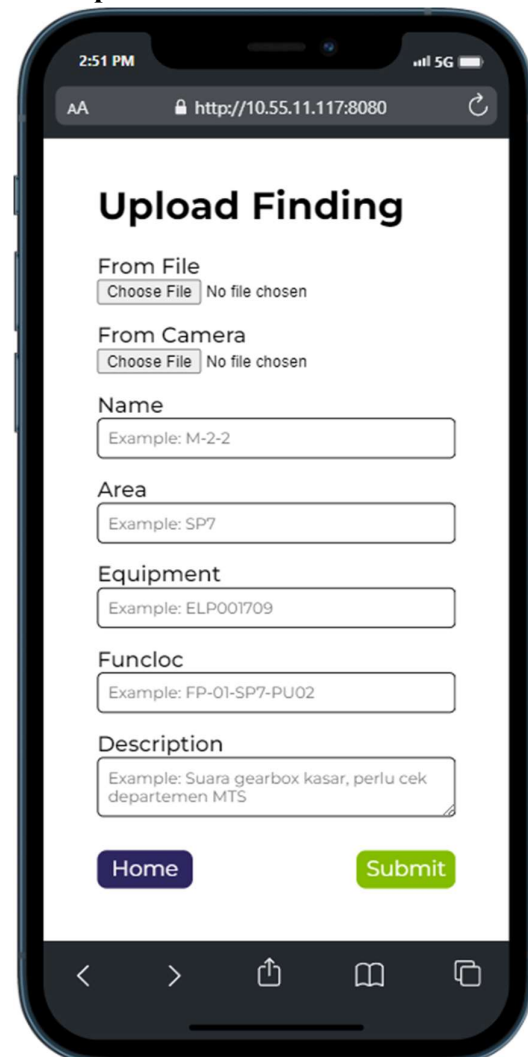 2:51 PM
5G
AA
http://10.55.11.117:8080
Upload Finding
From File
Choose File No file chosen
From Camera
Choose File No file chosen
Name
Example: M-2-2
Area
Example: SP7
Equipment
Example: ELP001709
Funcloc
Example: FP-01-SP7-PU02
Description
Example: Suara gearbox kasar, perlu cek
departemen MTS
Home
Submit